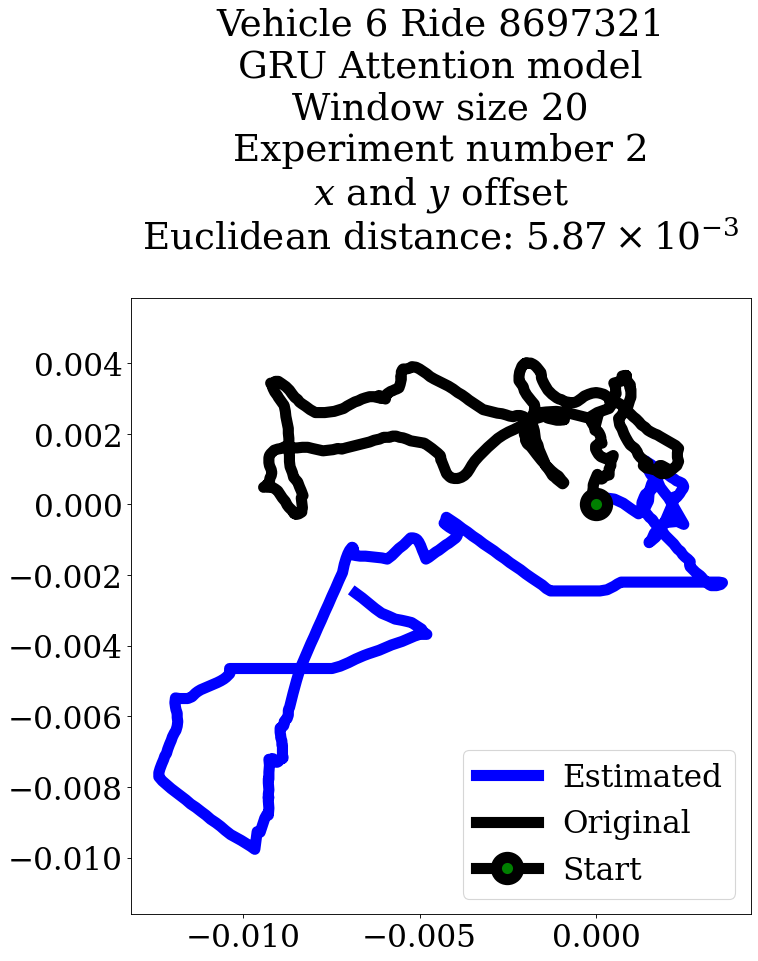 Vehicle 6 Ride 8697321
GRU Attention model
Window size 20
Experiment number 2
x and y offset
Euclidean distance: 5.87 × 10⁻³
0.004
0.002
0.000
−0.002
−0.004
−0.006
−0.008
−0.010
Estimated
Original
Start
−0.010 −0.005 0.000